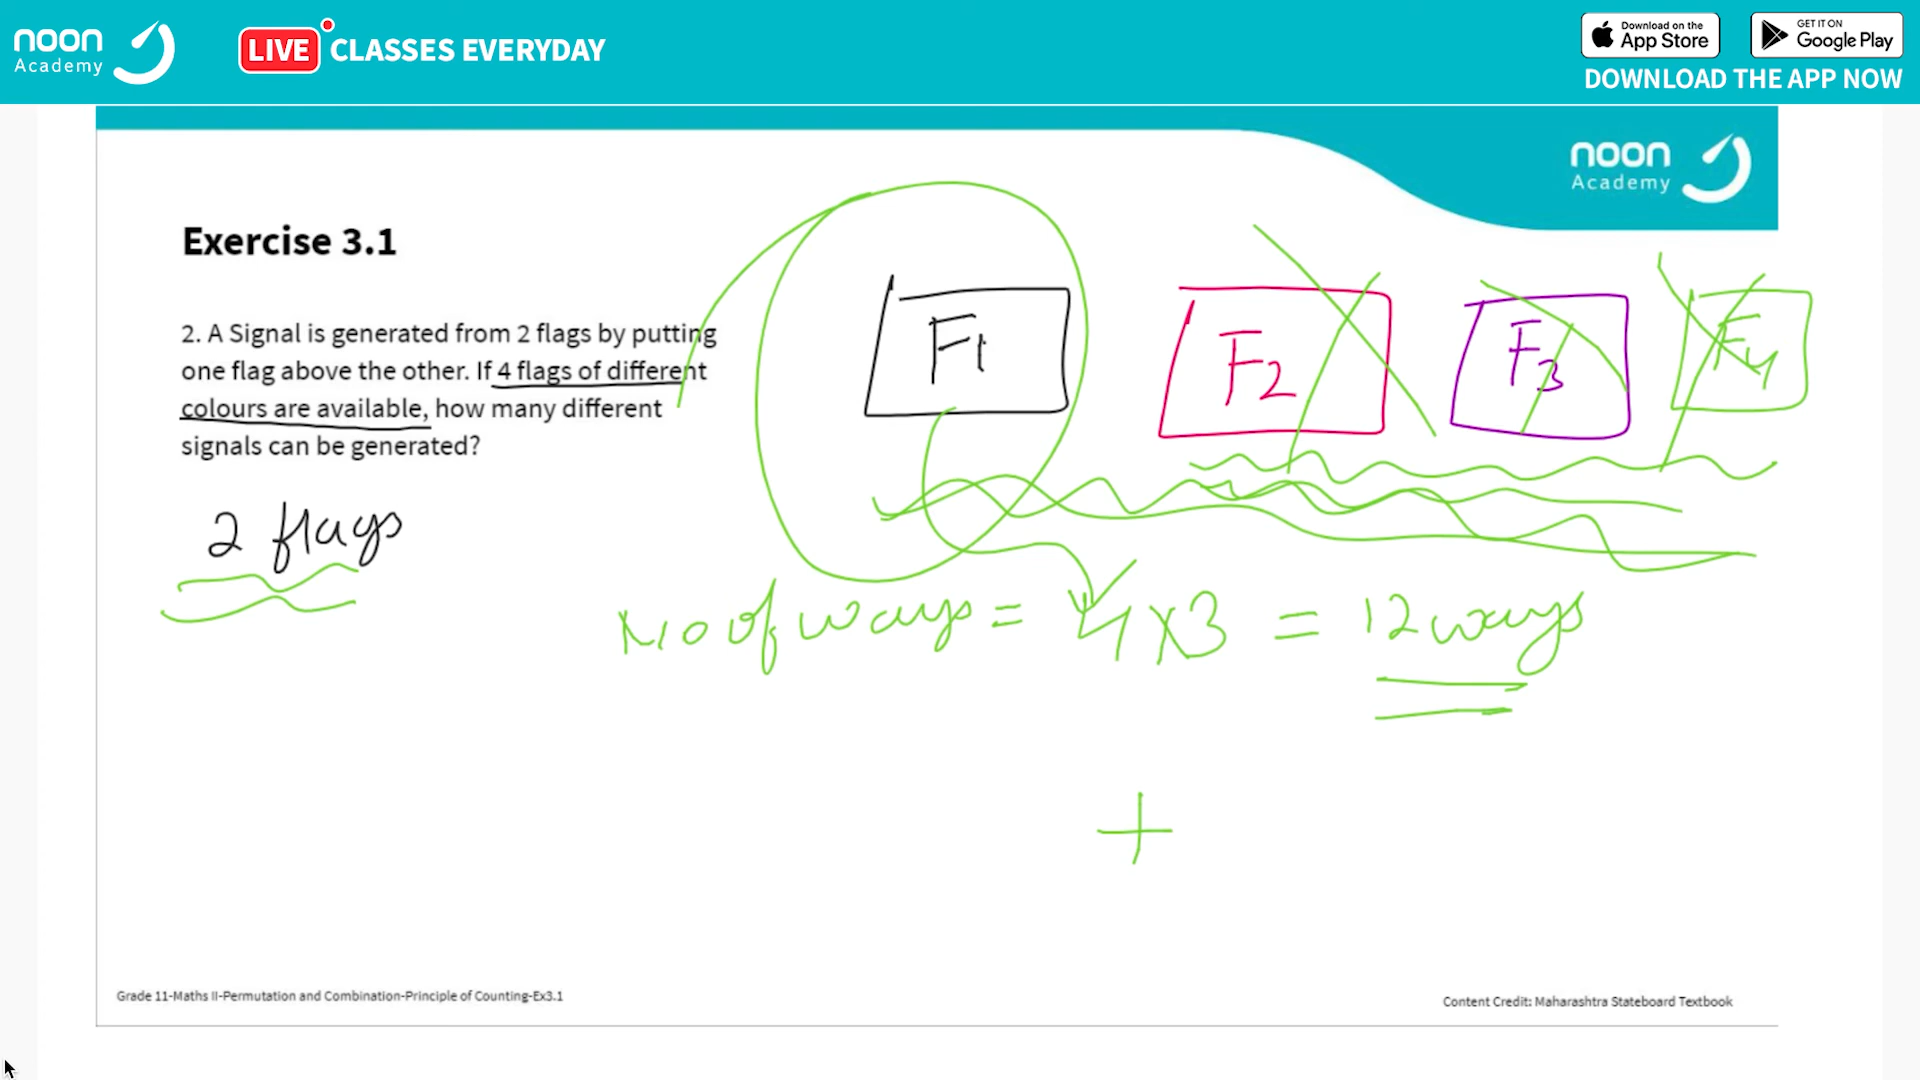 noon
Academy
LIVE CLASSES EVERYDAY
Download on the
App Store
GET IT ON
Google Play
DOWNLOAD THE APP NOW
noon
Academy
Exercise 3.1
2. A Signal is generated from 2 flags by putting
one flag above the other. If 4 flags of different
colours are available, how many different
signals can be generated?
F1
F2
F3
F4
2 flags
No of ways = 4 x 3 = 12 ways
+
Grade 11-Maths II-Permutation and Combination-Principle of Counting-Ex3.1
Content Credit: Maharashtra Stateboard Textbook